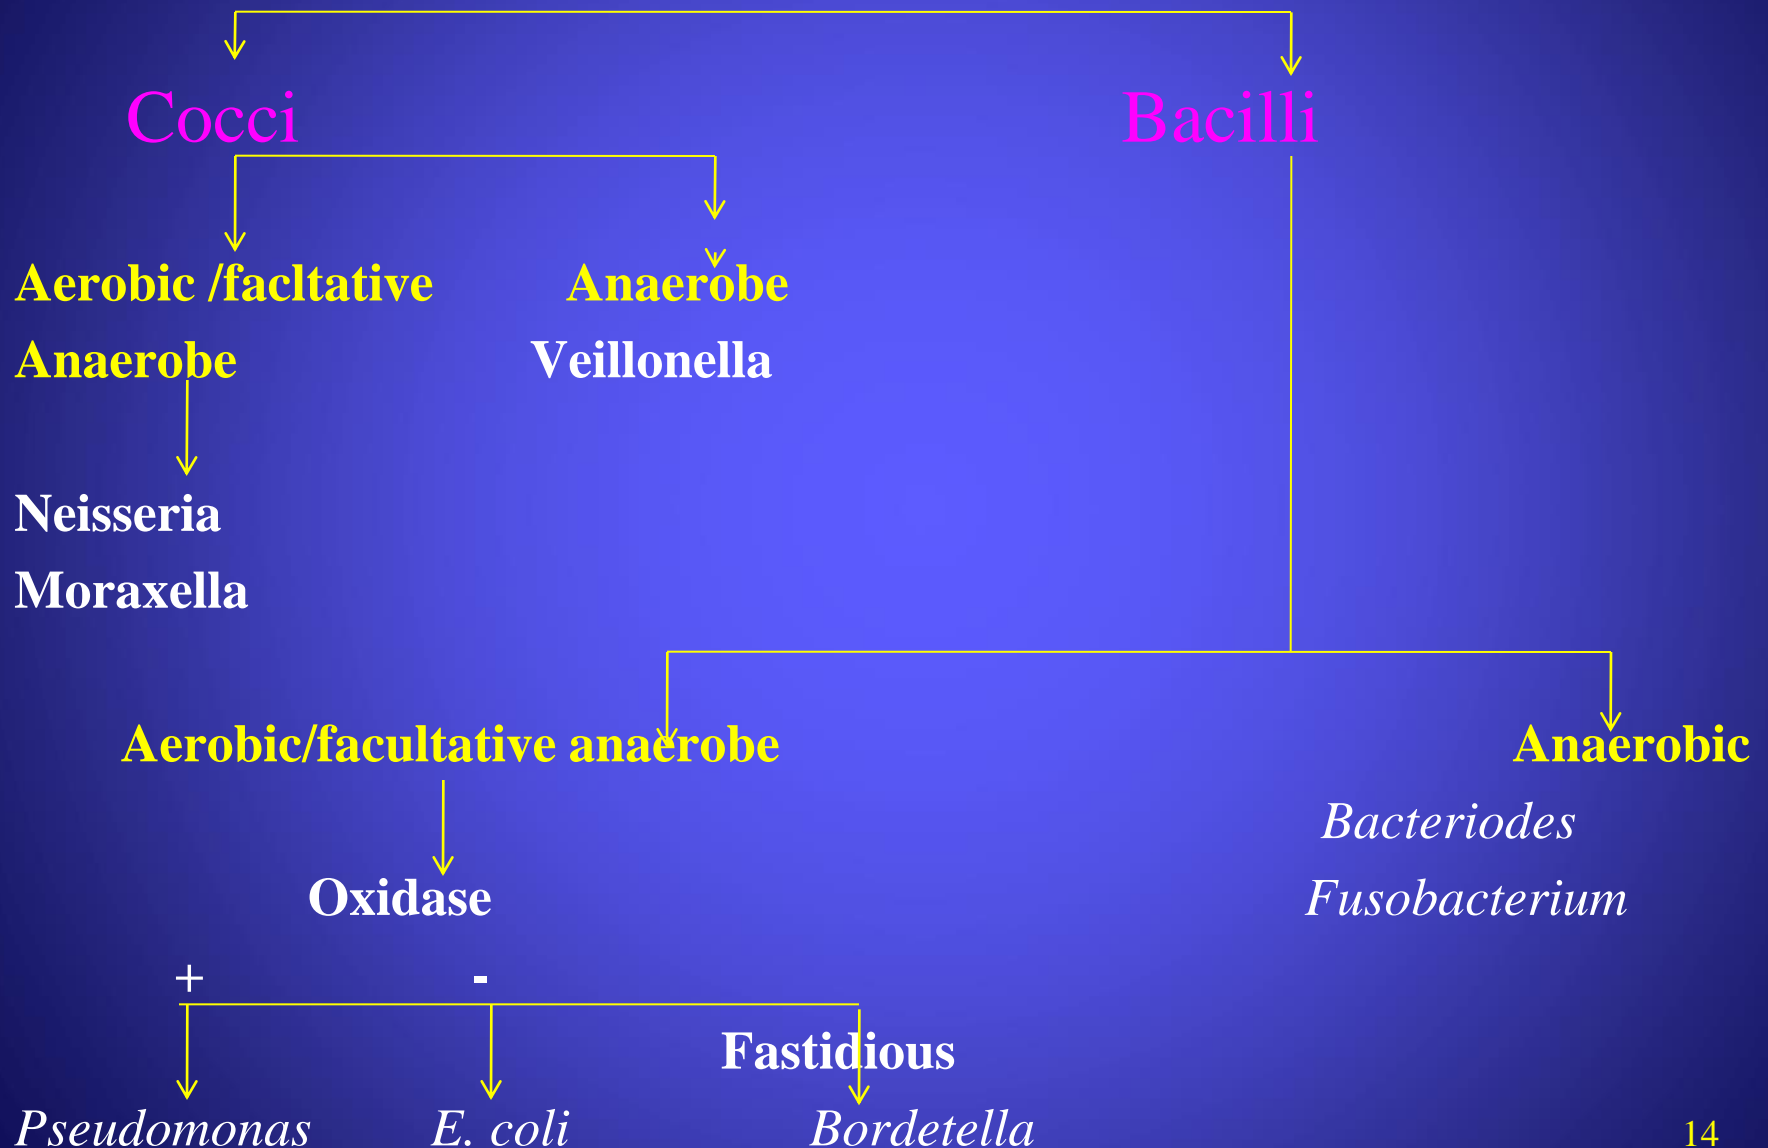 Cocci Bacilli
Aerobic /facltative Anaerobe
Anaerobe Veillonella
Neisseria
Moraxella
Aerobic/facultative anaerobe Anaerobic
Bacteriodes
Oxidase Fusobacterium
+ -
Fastidious
Pseudomonas E. coli Bordetella 14